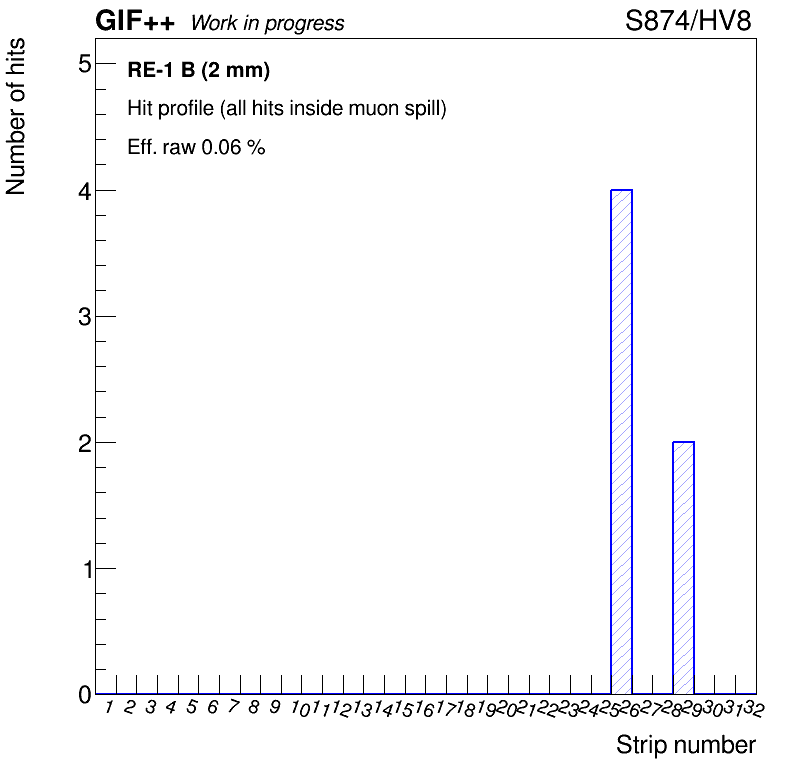 GIF++ Work in progress S874/HV8
Number of hits
RE-1 B (2 mm)
Hit profile (all hits inside muon spill)
Eff. raw 0.06 %
5
4
3
2
1
0
1 2 3 4 5 6 7 8 9 10 11 12 13 14 15 16 17 18 19 20 21 22 23 24 25 26 27 28 29 30 31 32
Strip number